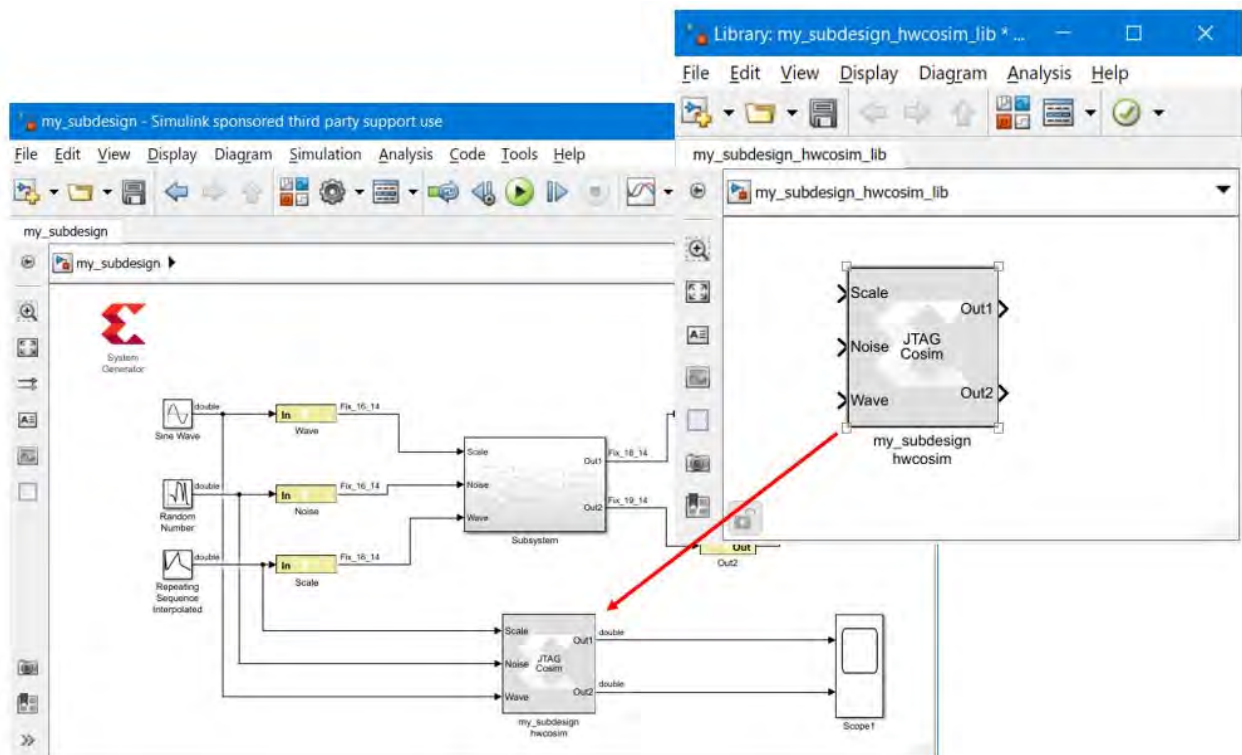 Library: my_subdesign_hwcosim_lib * ...
File Edit View Display Diagram Analysis Help
my_subdesign_hwcosim_lib
my_subdesign_hwcosim_lib
Scale
Noise
Wave
JTAG
Cosim
Out1
Out2
my_subdesign
hwcosim
my_subdesign - Simulink sponsored third party support use
File Edit View Display Diagram Simulation Analysis Code Tools Help
my_subdesign
my_subdesign
System
Generator
double
Sine Wave
In
Fix_16_14
Wave
double
Random
Number
In
Fix_16_14
Noise
double
Repeating
Sequence
Interpolated
In
Fix_16_14
Scale
Scale
Noise
Wave
Out1
Out2
Subsystem
Fix_18_14
Fix_19_14
Out
Out2
Scale
Noise
Wave
JTAG
Cosim
Out1
Out2
my_subdesign
hwcosim
double
double
Scope1